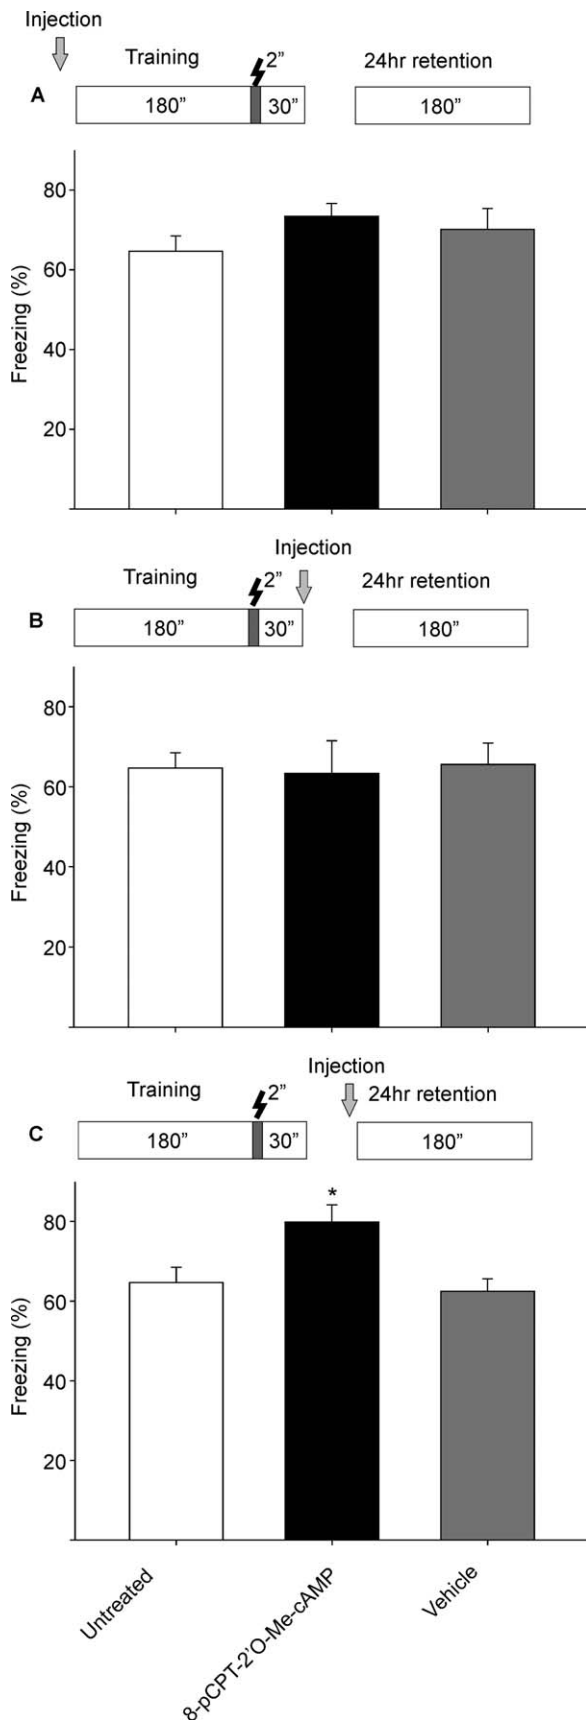 Injection
Training 2” 24hr retention
A 180” 30” 180”
80
60
40
20
Freezing (%)
Injection
Training 2” 24hr retention
B 180” 30” 180”
80
60
40
20
Freezing (%)
Injection
Training 2” 24hr retention
C 180” 30” 180”
*
80
60
40
20
Freezing (%)
Untreated
8-pCPT-2’O-Me-cAMP
Vehicle